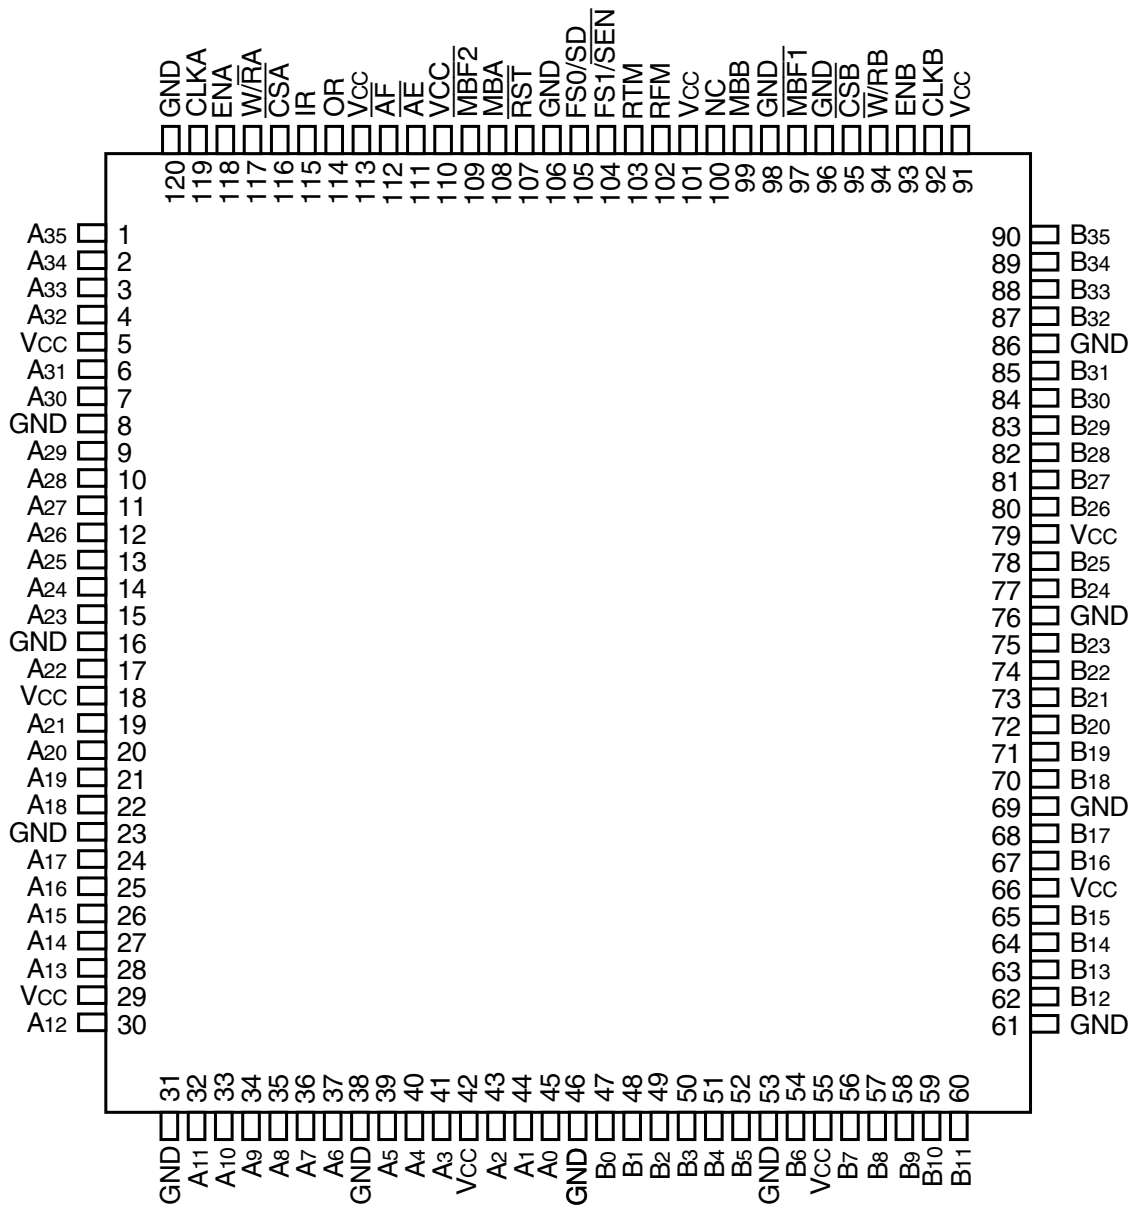 GND CLKA ENA W/R̅A C̅S̅A̅ IR OR VCC A̅F̅ A̅E̅ VCC M̅B̅F̅2̅ MBA R̅S̅T̅ GND FS0/SD FS1/S̅E̅N̅ RTM RFM VCC NC MBB GND M̅B̅F̅1̅ GND C̅S̅B̅ W̅/RB ENB CLKB VCC
120 119 118 117 116 115 114 113 112 111 110 109 108 107 106 105 104 103 102 101 100 99 98 97 96 95 94 93 92 91
A35 1 90 B35
A34 2 89 B34
A33 3 88 B33
A32 4 87 B32
VCC 5 86 GND
A31 6 85 B31
A30 7 84 B30
GND 8 83 B29
A29 9 82 B28
A28 10 81 B27
A27 11 80 B26
A26 12 79 VCC
A25 13 78 B25
A24 14 77 B24
A23 15 76 GND
GND 16 75 B23
A22 17 74 B22
VCC 18 73 B21
A21 19 72 B20
A20 20 71 B19
A19 21 70 B18
A18 22 69 GND
GND 23 68 B17
A17 24 67 B16
A16 25 66 VCC
A15 26 65 B15
A14 27 64 B14
A13 28 63 B13
VCC 29 62 B12
A12 30 61 GND
31 32 33 34 35 36 37 38 39 40 41 42 43 44 45 46 47 48 49 50 51 52 53 54 55 56 57 58 59 60
GND A11 A10 A9 A8 A7 A6 GND A5 A4 A3 VCC A2 A1 A0 GND B0 B1 B2 B3 B4 B5 GND B6 VCC B7 B8 B9 B10 B11